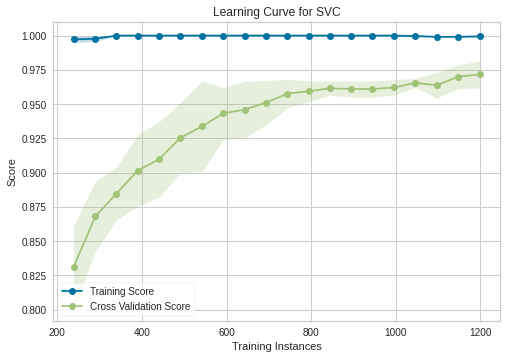 Learning Curve for SVC
1.000
0.975
0.950
0.925
0.900
0.875
0.850
0.825
0.800
Score
Training Score
Cross Validation Score
200 400 600 800 1000 1200
Training Instances